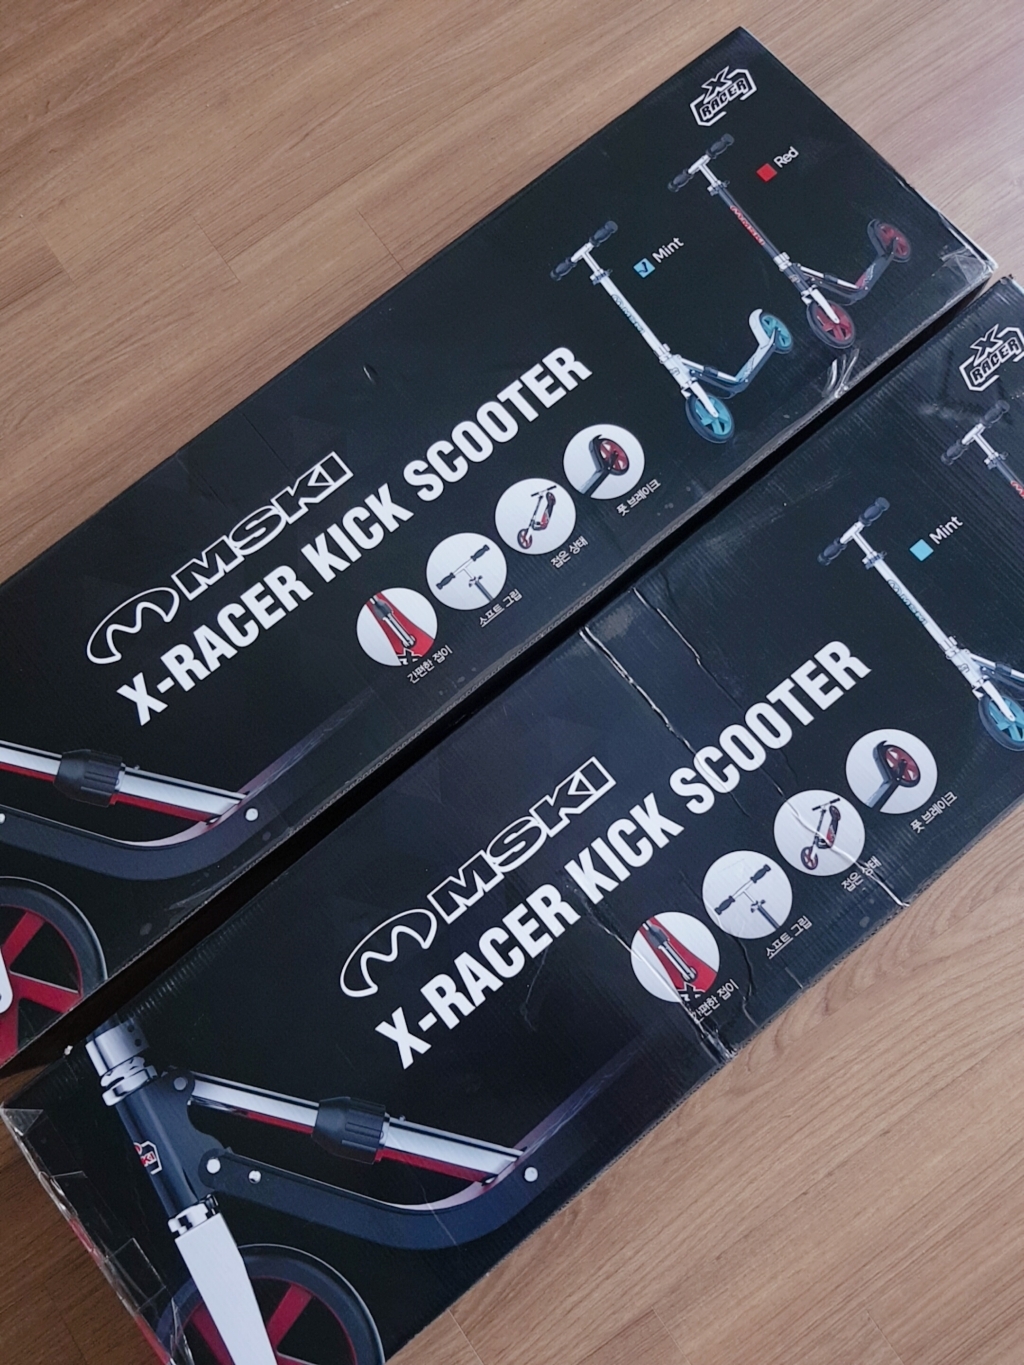 X
RACER
Red
Mint
MSKI
X-RACER KICK SCOOTER
간편한 접이
소프트 그립
접은 상태
풋 브레이크
X
RACER
Mint
MSKI
X-RACER KICK SCOOTER
간편한 접이
소프트 그립
접은 상태
풋 브레이크